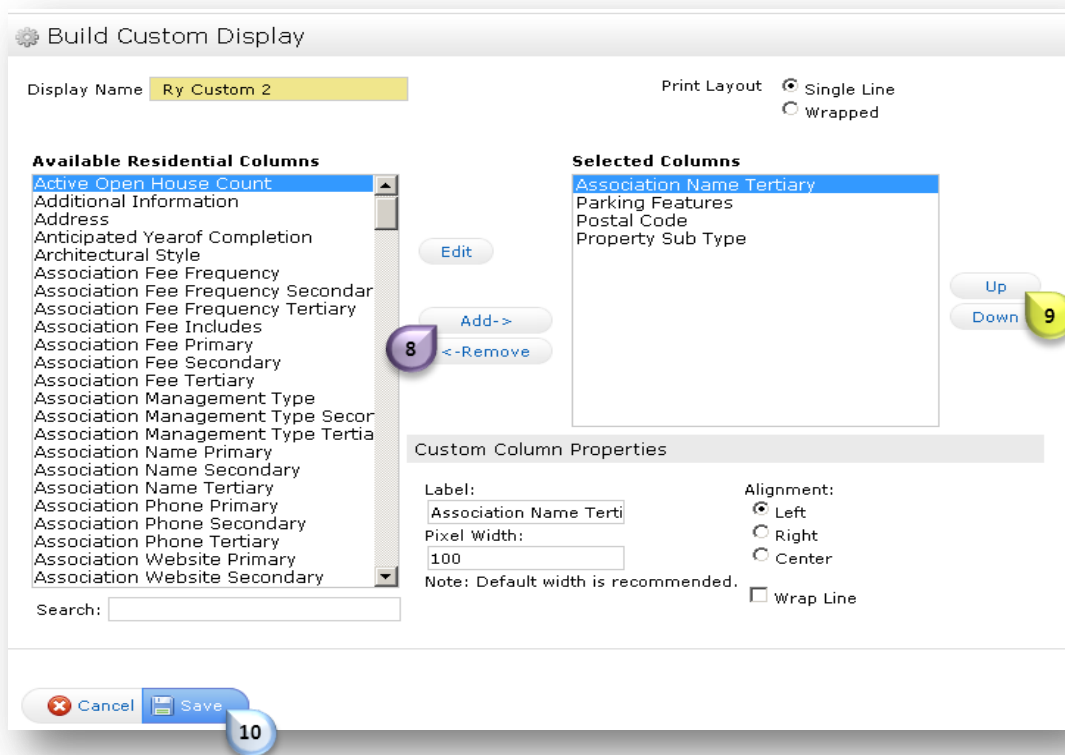 Build Custom Display
Display Name Ry Custom 2
Print Layout Single Line
Wrapped
Available Residential Columns
Active Open House Count
Additional Information
Address
Anticipated Yearof Completion
Architectural Style
Association Fee Frequency
Association Fee Frequency Secondar
Association Fee Frequency Tertiary
Association Fee Includes
Association Fee Primary
Association Fee Secondary
Association Fee Tertiary
Association Management Type
Association Management Type Secor
Association Management Type Tertia
Association Name Primary
Association Name Secondary
Association Name Tertiary
Association Phone Primary
Association Phone Secondary
Association Phone Tertiary
Association Website Primary
Association Website Secondary
Search:
Edit
Add->
8
<-Remove
Selected Columns
Association Name Tertiary
Parking Features
Postal Code
Property Sub Type
Up
Down
9
Custom Column Properties
Label:
Association Name Terti
Pixel Width:
100
Note: Default width is recommended.
Alignment:
Left
Right
Center
Wrap Line
Cancel Save
10